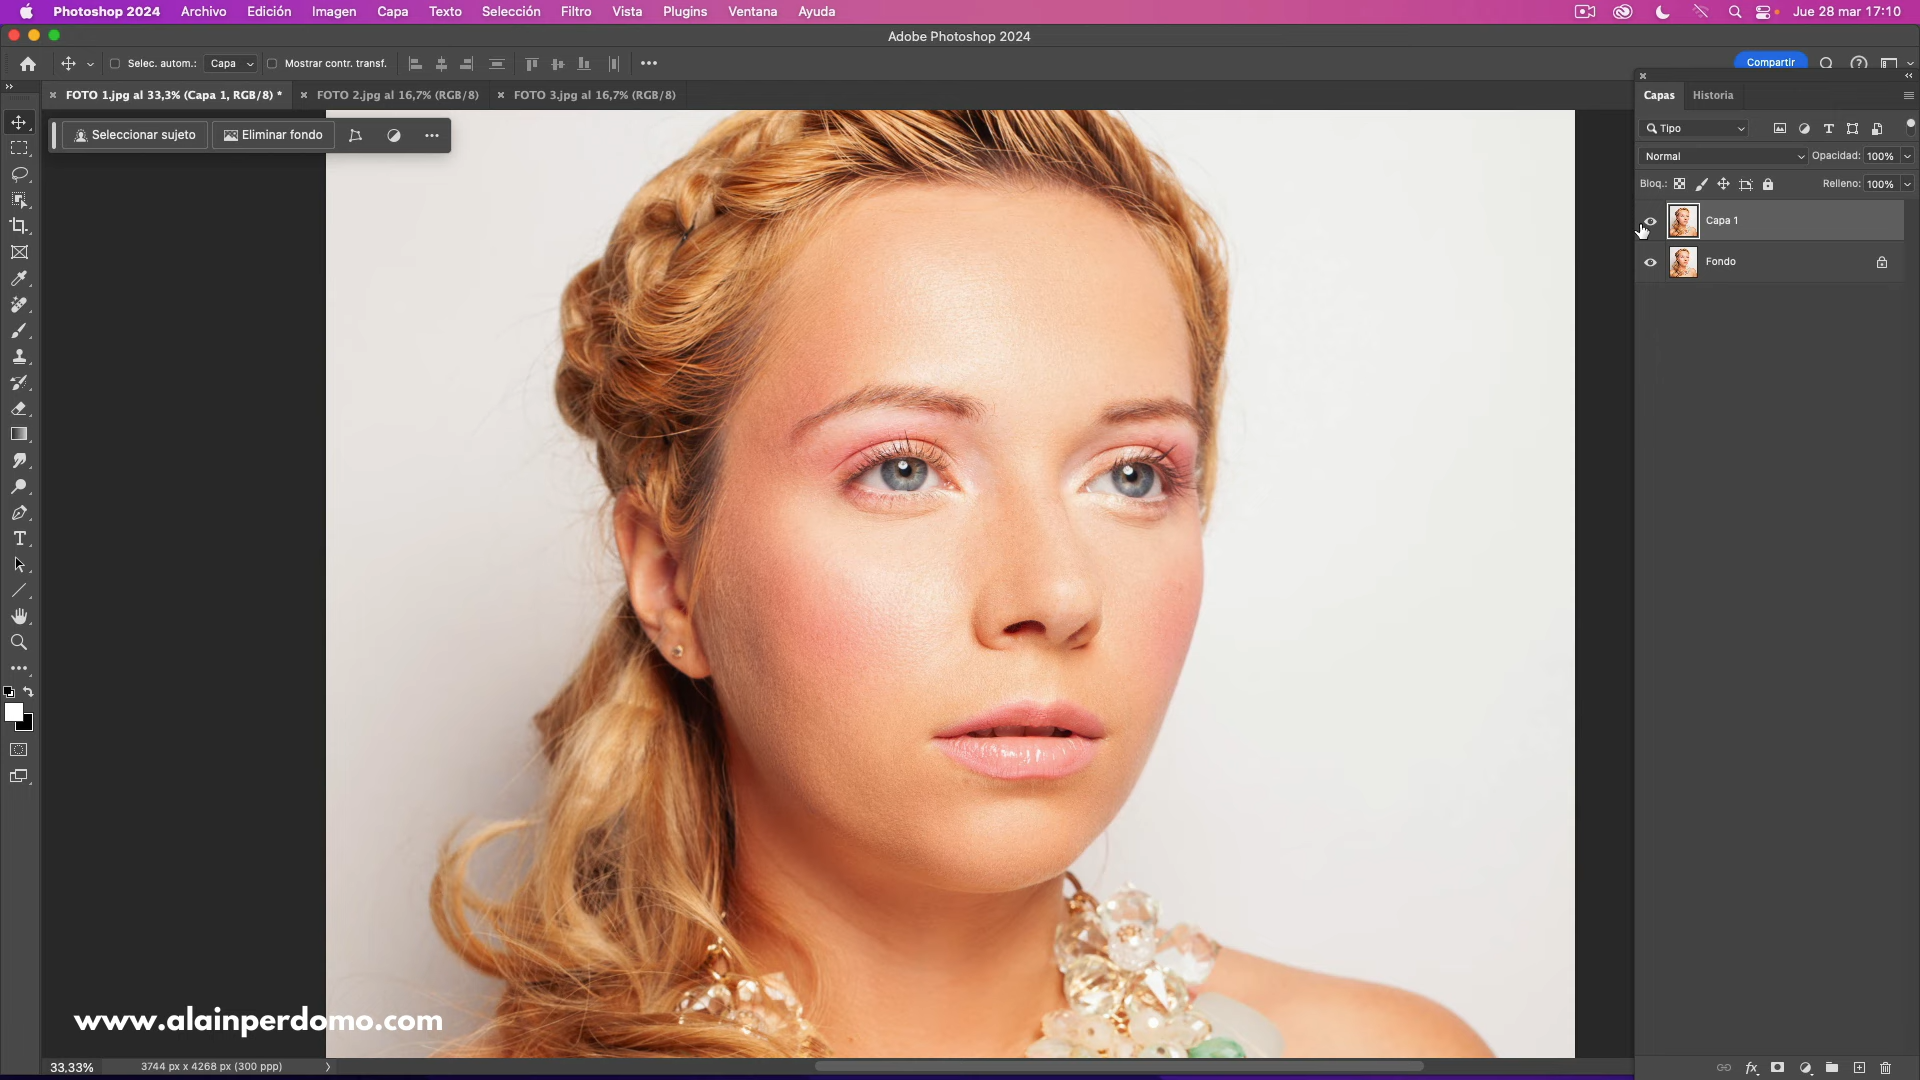 Photoshop 2024 Archivo Edición Imagen Capa Texto Selección Filtro Vista Plugins Ventana Ayuda Jue 28 mar 17:10
Adobe Photoshop 2024
Selec. autom.: Capa Mostrar contr. transf. Compartir
FOTO 1.jpg al 33,3% (Capa 1, RGB/8) * FOTO 2.jpg al 16,7% (RGB/8) FOTO 3.jpg al 16,7% (RGB/8)
Capas Historia
Seleccionar sujeto Eliminar fondo
Tipo
Normal Opacidad: 100%
Bloq.: Relleno: 100%
Capa 1
Fondo
www.alainperdomo.com
33,33% 3744 px x 4268 px (300 ppp)